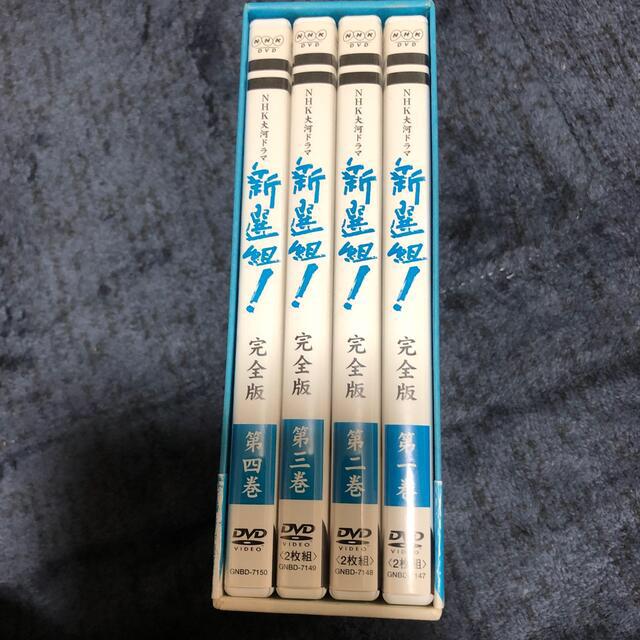 NHK
DVD
NHK大河ドラマ
新選組!
完全版
第四巻
DVD
VIDEO
GNBD-7150
NHK
DVD
NHK大河ドラマ
新選組!
完全版
第三巻
DVD
VIDEO
〈2枚組〉
GNBD-7149
NHK
DVD
NHK大河ドラマ
新選組!
完全版
第二巻
DVD
VIDEO
〈2枚組〉
GNBD-7148
NHK
DVD
NHK大河ドラマ
新選組!
完全版
第一巻
DVD
VIDEO
〈2枚組〉
GNBD-7147